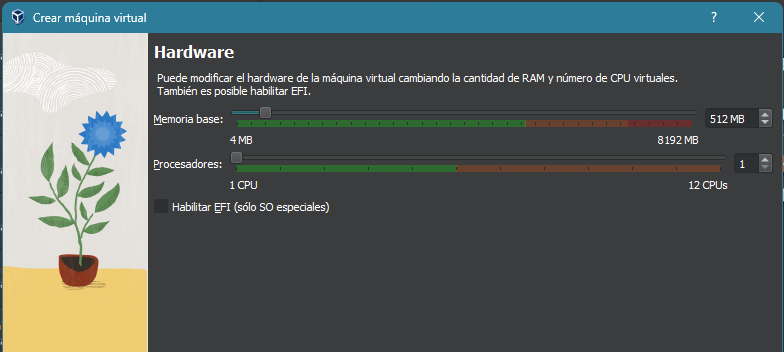 Crear máquina virtual
?
Hardware
Puede modificar el hardware de la máquina virtual cambiando la cantidad de RAM y número de CPU virtuales.
También es posible habilitar EFI.
Memoria base:
512 MB
4 MB
8192 MB
Procesadores:
1
1 CPU
12 CPUs
Habilitar EFI (sólo SO especiales)